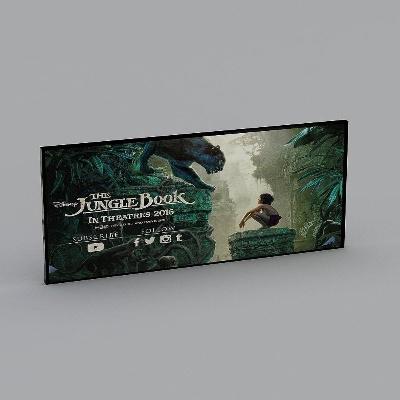 Disney
THE
JUNGLE BOOK
IN THEATRES 2016
SUBSCRIBE
FOLLOW